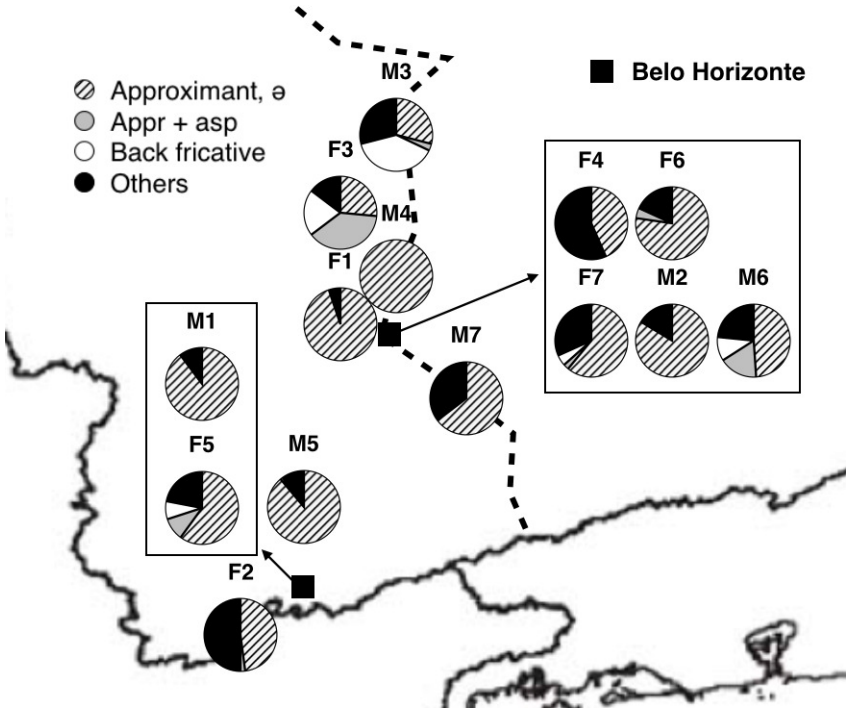 M3
Belo Horizonte
Approximant, ə
Appr + asp
Back fricative
Others
F3
F4 F6
M4
F1
F7 M2 M6
M1
M7
F5 M5
F2